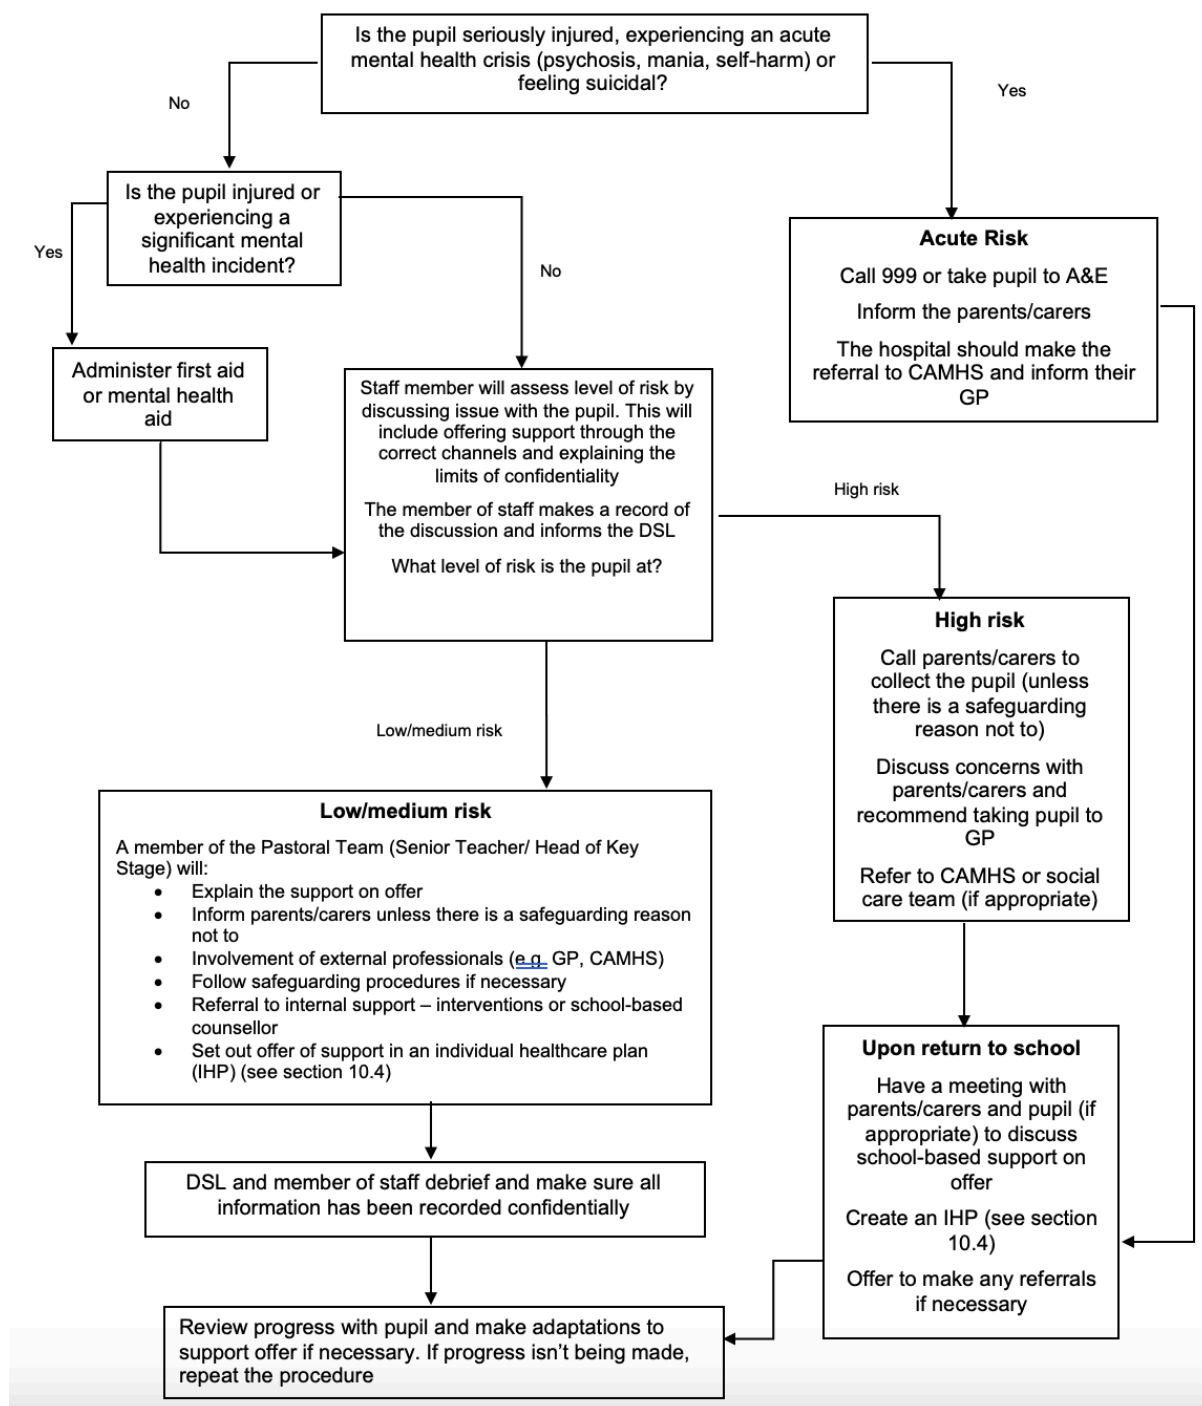 Is the pupil seriously injured, experiencing an acute
mental health crisis (psychosis, mania, self-harm) or
feeling suicidal?
No
Yes
Is the pupil injured or
experiencing a
significant mental
health incident?
Yes
No
Acute Risk
Call 999 or take pupil to A&E
Inform the parents/carers
The hospital should make the
referral to CAMHS and inform their
GP
Administer first aid
or mental health
aid
Staff member will assess level of risk by
discussing issue with the pupil. This will
include offering support through the
correct channels and explaining the
limits of confidentiality
The member of staff makes a record of
the discussion and informs the DSL
What level of risk is the pupil at?
High risk
High risk
Call parents/carers to
collect the pupil (unless
there is a safeguarding
reason not to)
Discuss concerns with
parents/carers and
recommend taking pupil to
GP
Refer to CAMHS or social
care team (if appropriate)
Low/medium risk
Low/medium risk
A member of the Pastoral Team (Senior Teacher/ Head of Key
Stage) will:
• Explain the support on offer
• Inform parents/carers unless there is a safeguarding reason
not to
• Involvement of external professionals (e.g. GP, CAMHS)
• Follow safeguarding procedures if necessary
• Referral to internal support – interventions or school-based
counsellor
• Set out offer of support in an individual healthcare plan
(IHP) (see section 10.4)
Upon return to school
Have a meeting with
parents/carers and pupil (if
appropriate) to discuss
school-based support on
offer
Create an IHP (see section
10.4)
Offer to make any referrals
if necessary
DSL and member of staff debrief and make sure all
information has been recorded confidentially
Review progress with pupil and make adaptations to
support offer if necessary. If progress isn't being made,
repeat the procedure